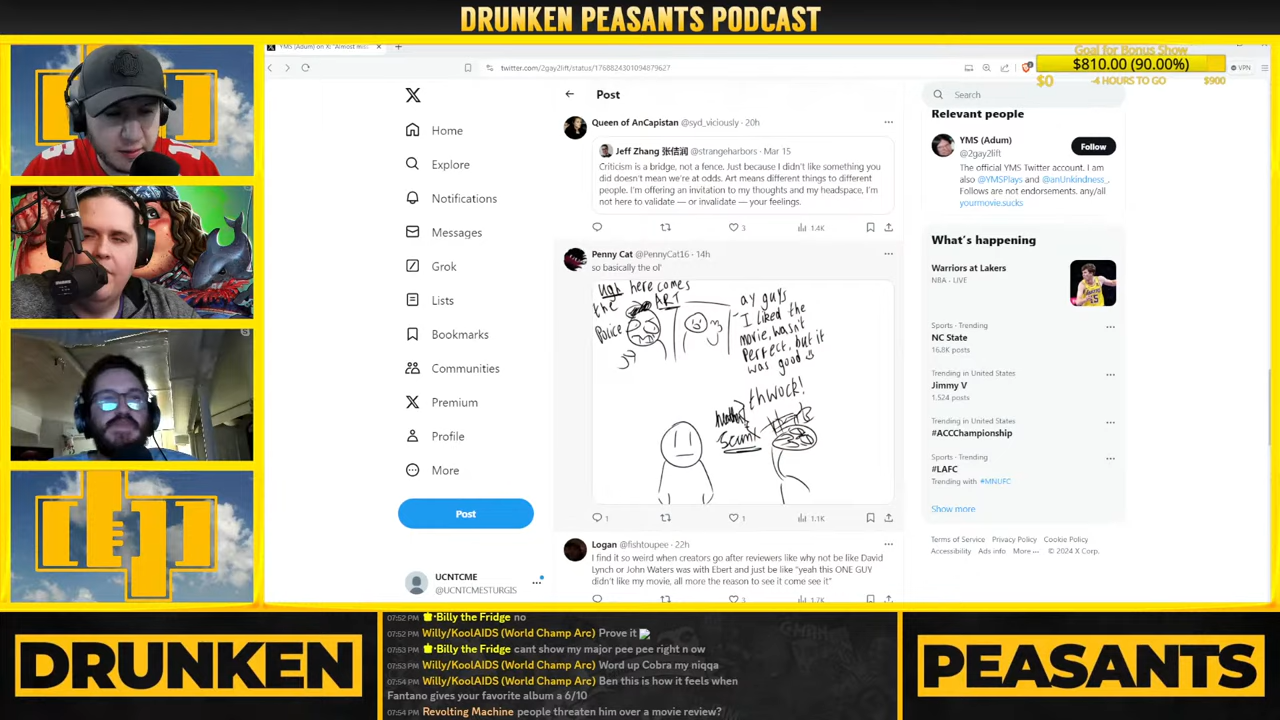 DRUNKEN PEASANTS PODCAST
YMS (Adum) on X: "Almost mis
twitter.com/2gay2lift/status/1768824301094879627
VPN
Goal for Bonus Show
$810.00 (90.00%)
$0
-4 HOURS TO GO
$900
Home
Explore
Notifications
Messages
Grok
Lists
Bookmarks
Communities
Premium
Profile
More
Post
UCNTCME
@UCNTCMESTURGIS
Post
Queen of AnCapistan @syd_viciously · 20h
Jeff Zhang 张佶润 @strangeharbors · Mar 15
Criticism is a bridge, not a fence. Just because I didn't like something you
did doesn't mean we're at odds. Art means different things to different
people. I'm offering an invitation to my thoughts and my headspace, I'm
not here to validate — or invalidate — your feelings.
3
1.4K
Penny Cat @PennyCat16 · 14h
so basically the ol'
Ugh here comes
the ART
Police
ay guys
I liked the
movie, wasn't
Perfect, but it
was good
thwock!
1
1
1.1K
Logan @fishtoupee · 22h
I find it so weird when creators go after reviewers like why not be like David
Lynch or John Waters was with Ebert and just be like "yeah this ONE GUY
didn't like my movie, all more the reason to see it come see it"
3
1.7K
Search
Relevant people
YMS (Adum)
@2gay2lift
Follow
The official YMS Twitter account. I am
also @YMSPlays and @anUnkindness_.
Follows are not endorsements. any/all
yourmovie.sucks
What's happening
Warriors at Lakers
NBA · LIVE
Sports · Trending
NC State
16.8K posts
Trending in United States
Jimmy V
1,524 posts
Trending in United States
#ACCChampionship
Sports · Trending
#LAFC
Trending with #MNUFC
Show more
Terms of Service Privacy Policy Cookie Policy
Accessibility Ads info More ··· © 2024 X Corp.
DRUNKEN
07:52 PM Billy the Fridge no
07:52 PM Willy/KoolAIDS (World Champ Arc) Prove it
07:53 PM Billy the Fridge cant show my major pee pee right n ow
07:53 PM Willy/KoolAIDS (World Champ Arc) Word up Cobra my niqqa
07:54 PM Willy/KoolAIDS (World Champ Arc) Ben this is how it feels when
Fantano gives your favorite album a 6/10
07:54 PM Revolting Machine people threaten him over a movie review?
PEASANTS